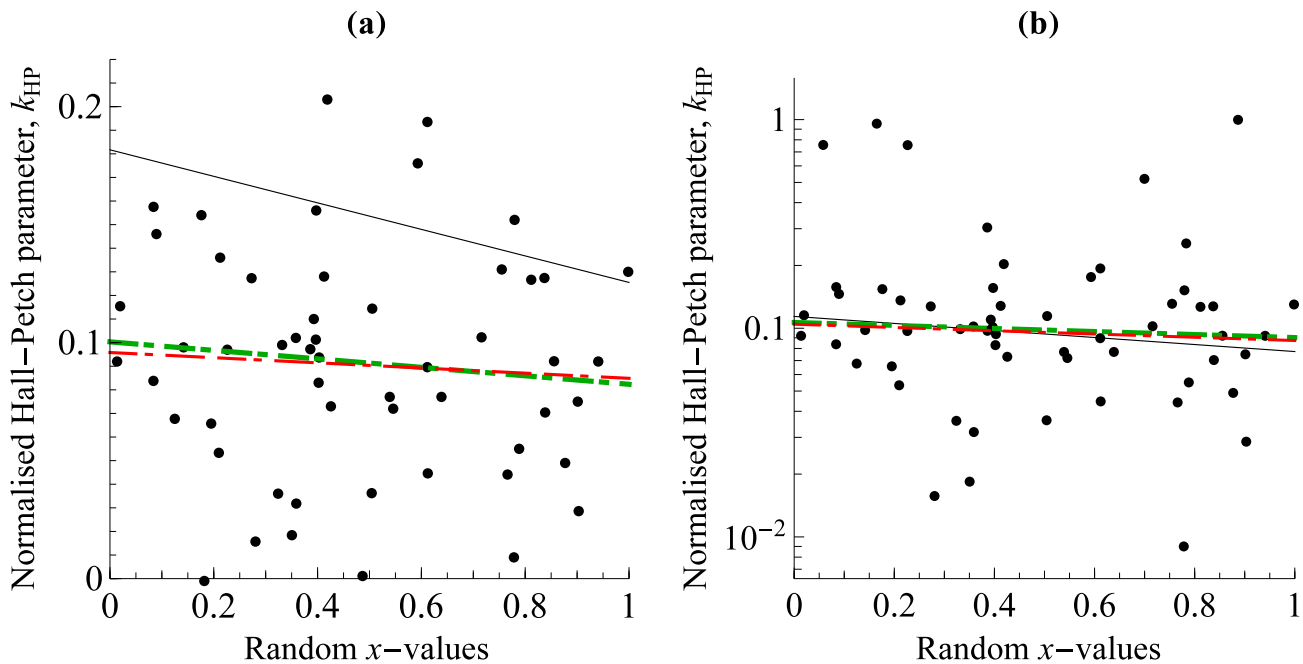 (a)
Normalised Hall−Petch parameter, kHP
0.2
0.1
0
0 0.2 0.4 0.6 0.8 1
Random x−values
(b)
Normalised Hall−Petch parameter, kHP
1
0.1
10−2
0 0.2 0.4 0.6 0.8 1
Random x−values